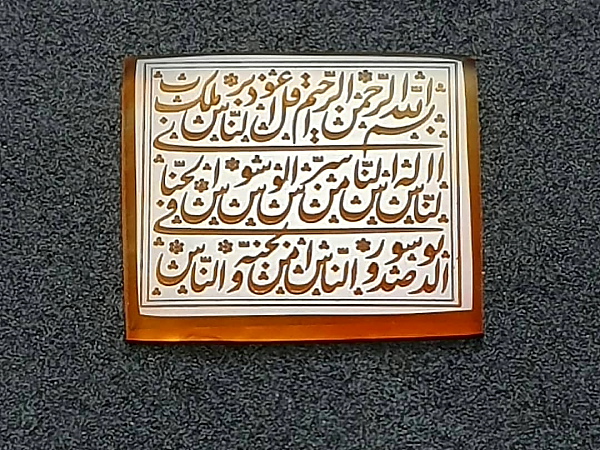 بسم الله الرحمن الرحيم قل اعوذ برب الناس ملك
الناس اله الناس من شر الوسواس الخناس
الذي يوسوس في صدور الناس من الجنة و الناس